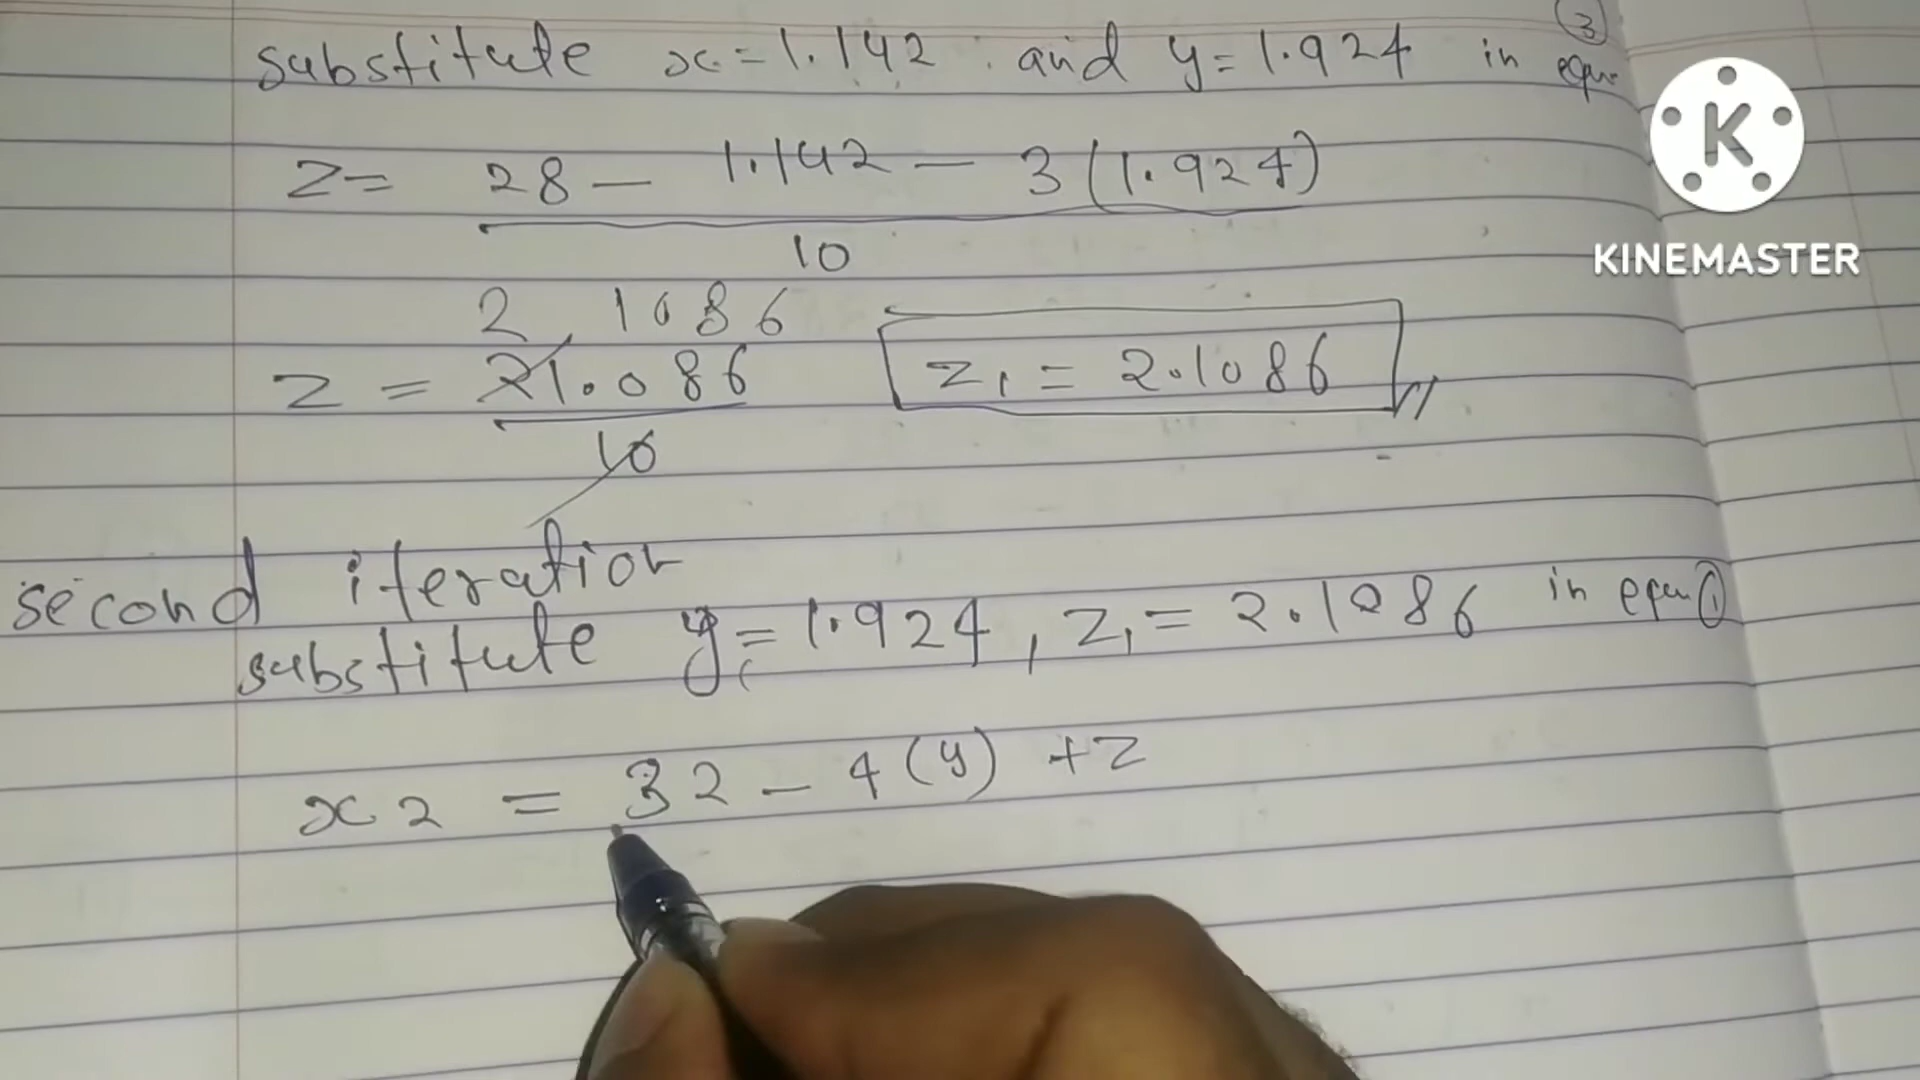 ③
substitute x = 1.142 and y = 1.924 in equ
z = 28 - 1.142 - 3(1.924)
10
K
KINEMASTER
2.1086
z = 21.086
10
z₁ = 2.1086
second iteration
substitute y₁ = 1.924, z₁ = 2.1086 in equ ①
x₂ = 32 - 4(y) + z